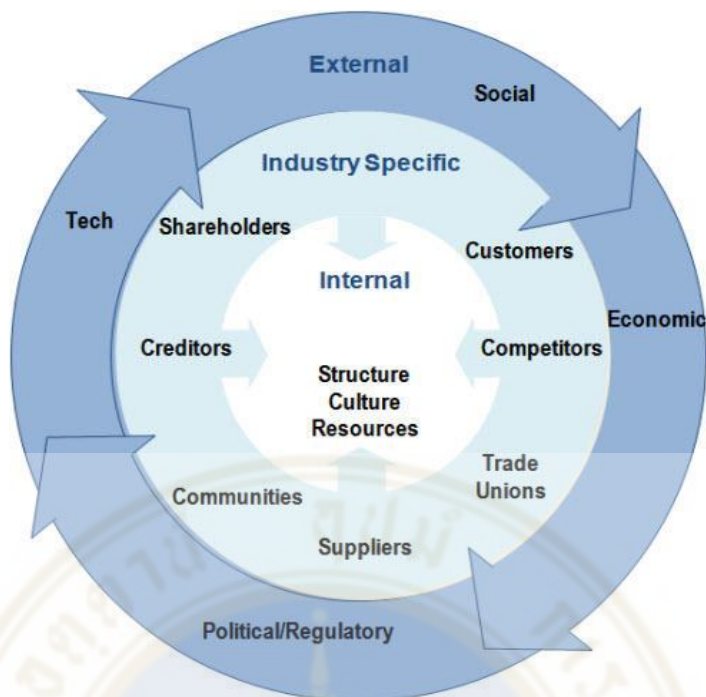 External
Social
Industry Specific
Tech
Shareholders
Customers
Internal
Economic
Creditors
Competitors
Structure
Culture
Resources
Trade
Unions
Communities
Suppliers
Political/Regulatory